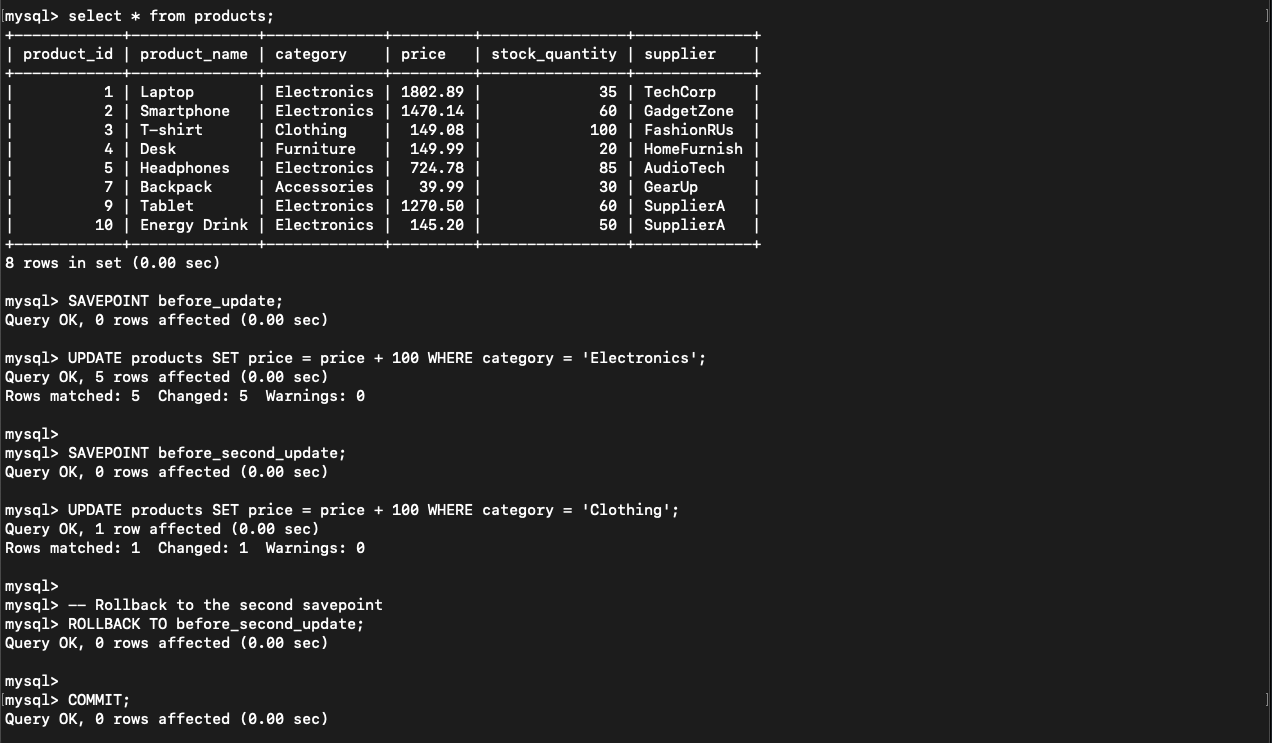 mysql> select * from products;
+------------+--------------+-------------+---------+----------------+-------------+
| product_id | product_name | category    | price   | stock_quantity | supplier    |
+------------+--------------+-------------+---------+----------------+-------------+
|          1 | Laptop       | Electronics | 1802.89 |             35 | TechCorp    |
|          2 | Smartphone   | Electronics | 1470.14 |             60 | GadgetZone  |
|          3 | T-shirt      | Clothing    |  149.08 |            100 | FashionRUs  |
|          4 | Desk         | Furniture   |  149.99 |             20 | HomeFurnish |
|          5 | Headphones   | Electronics |  724.78 |             85 | AudioTech   |
|          7 | Backpack     | Accessories |   39.99 |             30 | GearUp      |
|          9 | Tablet       | Electronics | 1270.50 |             60 | SupplierA   |
|         10 | Energy Drink | Electronics |  145.20 |             50 | SupplierA   |
+------------+--------------+-------------+---------+----------------+-------------+
8 rows in set (0.00 sec)

mysql> SAVEPOINT before_update;
Query OK, 0 rows affected (0.00 sec)

mysql> UPDATE products SET price = price + 100 WHERE category = 'Electronics';
Query OK, 5 rows affected (0.00 sec)
Rows matched: 5  Changed: 5  Warnings: 0

mysql>
mysql> SAVEPOINT before_second_update;
Query OK, 0 rows affected (0.00 sec)

mysql> UPDATE products SET price = price + 100 WHERE category = 'Clothing';
Query OK, 1 row affected (0.00 sec)
Rows matched: 1  Changed: 1  Warnings: 0

mysql>
mysql> -- Rollback to the second savepoint
mysql> ROLLBACK TO before_second_update;
Query OK, 0 rows affected (0.00 sec)

mysql>
mysql> COMMIT;
Query OK, 0 rows affected (0.00 sec)